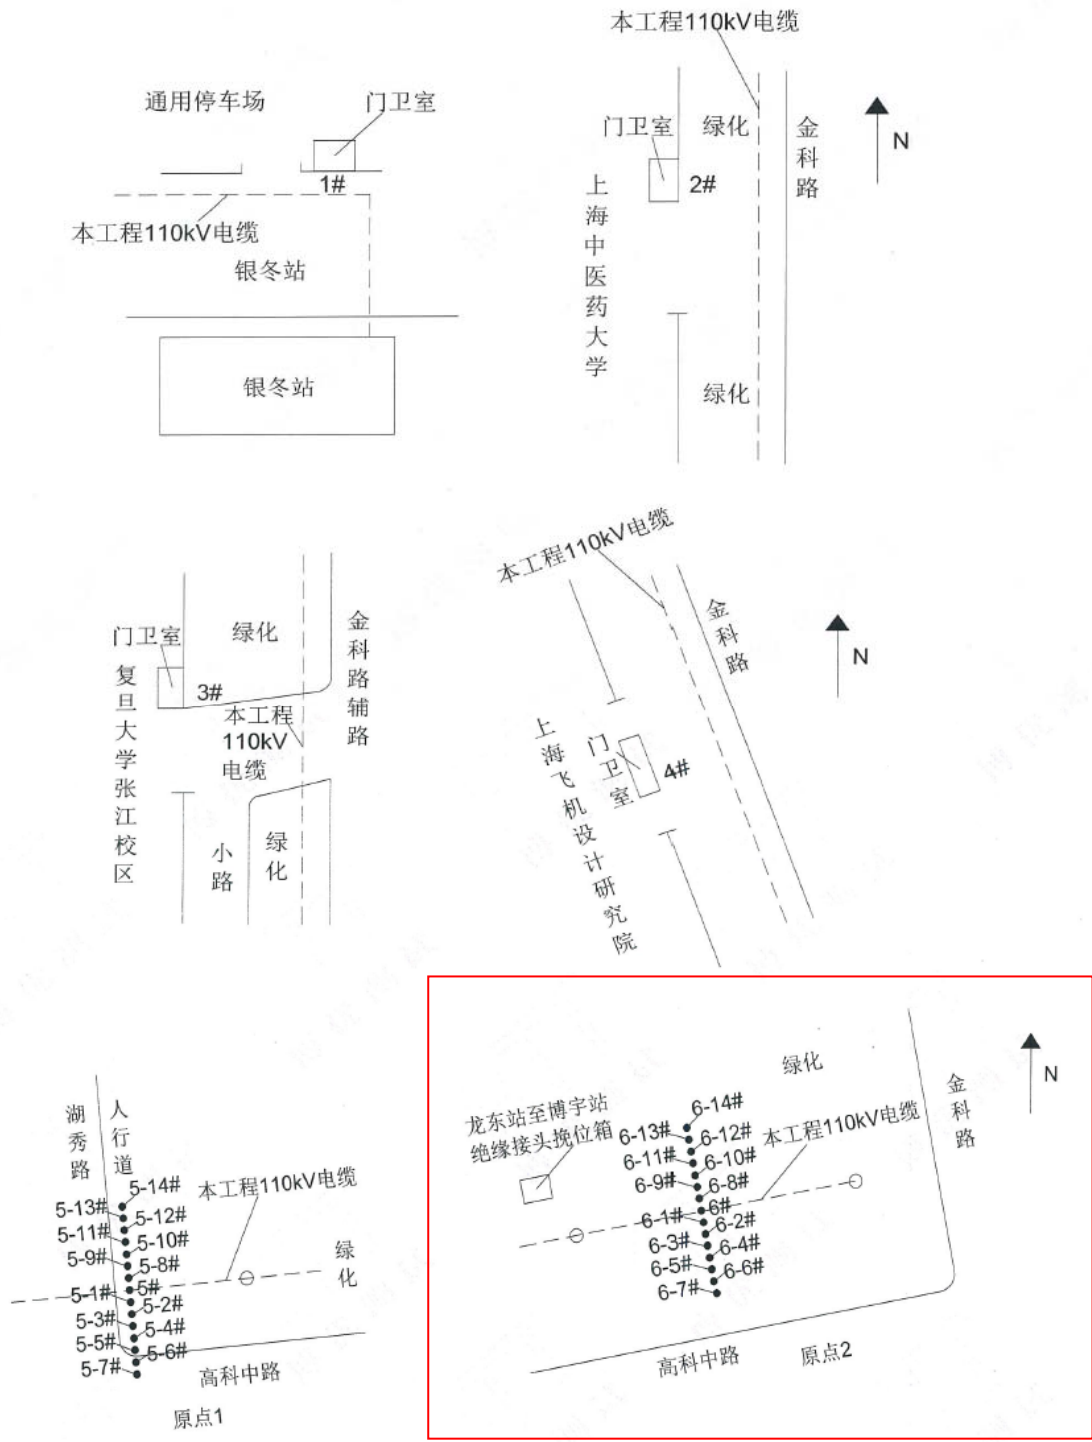 通用停车场
门卫室
1#
本工程110kV电缆
银冬站
银冬站
本工程110kV电缆
门卫室
绿化
金科路
N
2#
上海中医药大学
绿化
门卫室
绿化
金科路辅路
复旦大学张江校区
3#
本工程
110kV
电缆
小路
绿化
本工程110kV电缆
金科路
N
上海飞机设计研究院
门卫室
4#
湖秀路
人行道
5-14#
5-13#
5-12#
5-11#
5-10#
5-9#
5-8#
5-1#
5#
5-2#
5-3#
5-4#
5-5#
5-6#
5-7#
本工程110kV电缆
绿化
高科中路
原点1
绿化
金科路
N
龙东站至博宇站
绝缘接头挽位箱
6-14#
6-13#
6-12#
6-11#
6-10#
6-9#
6-8#
6#
6-1#
6-2#
6-3#
6-4#
6-5#
6-6#
6-7#
本工程110kV电缆
高科中路
原点2